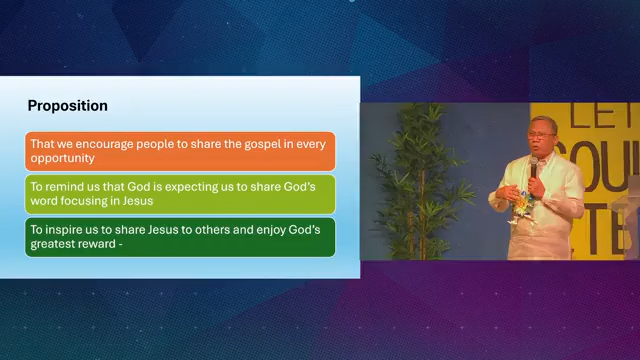 Proposition
That we encourage people to share the gospel in every
opportunity
To remind us that God is expecting us to share God's
word focusing in Jesus
To inspire us to share Jesus to others and enjoy God's
greatest reward -
LET